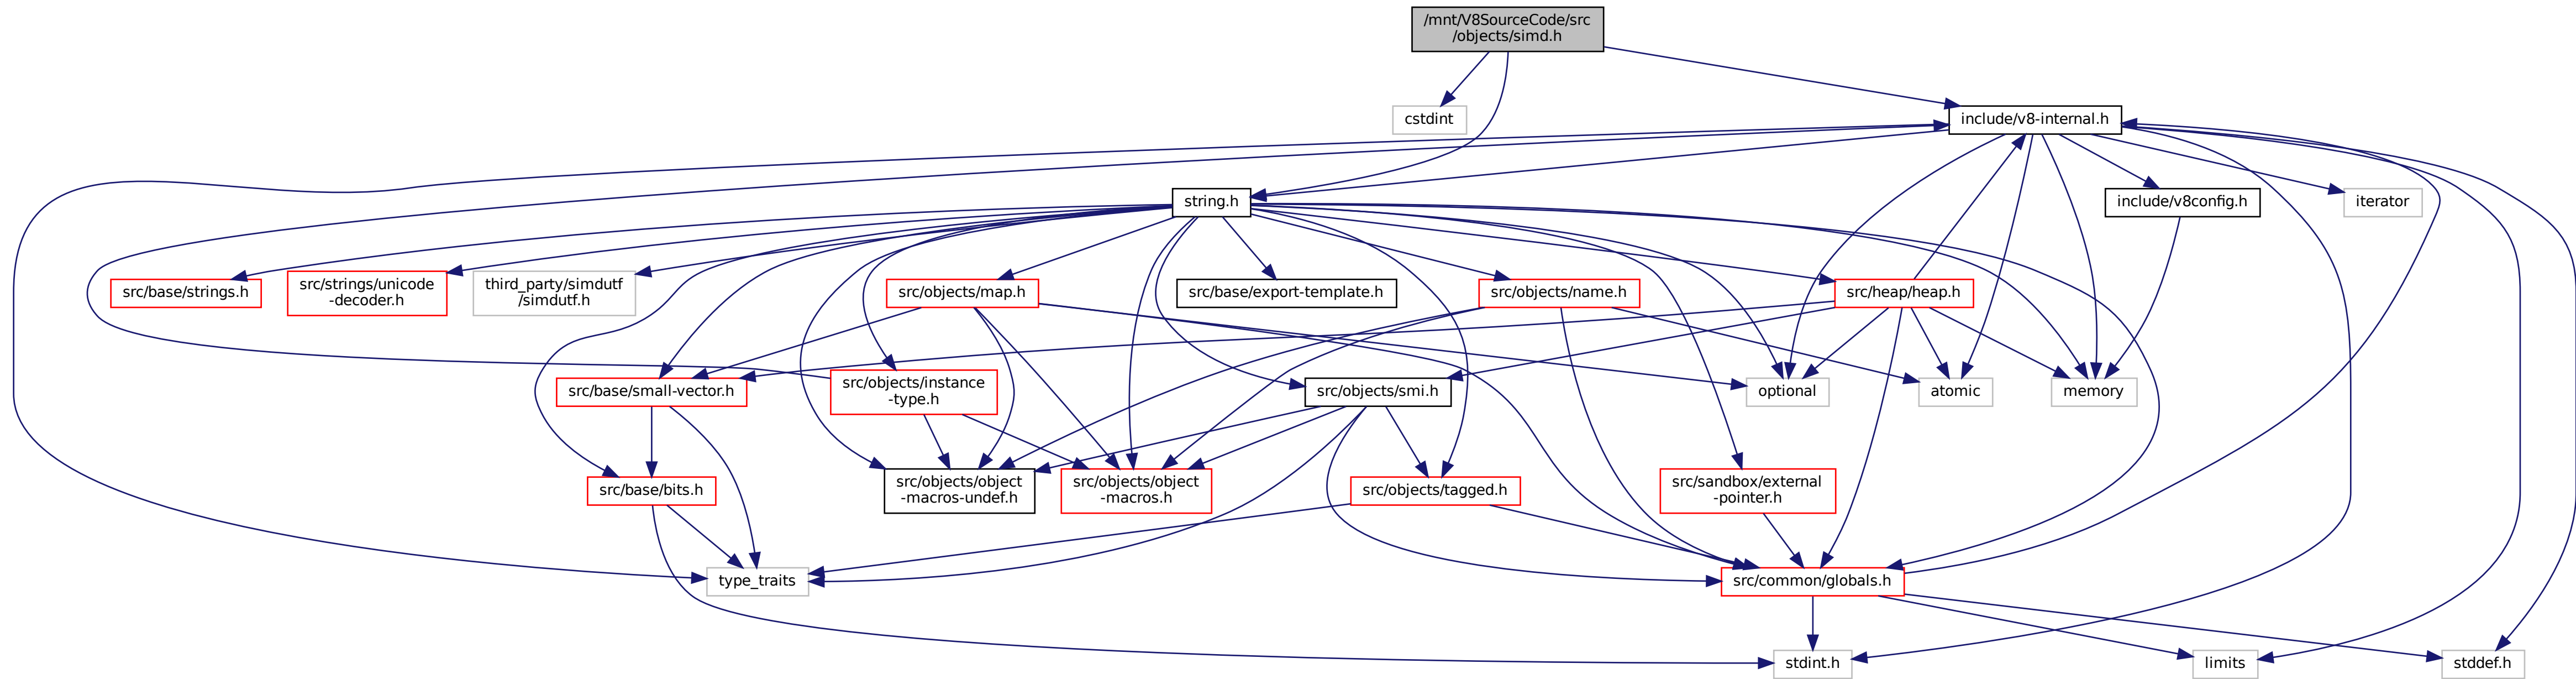 /mnt/V8SourceCode/src
/objects/simd.h
cstdint
include/v8-internal.h
string.h
include/v8config.h
iterator
src/base/strings.h
src/strings/unicode
-decoder.h
third_party/simdutf
/simdutf.h
src/objects/map.h
src/base/export-template.h
src/objects/name.h
src/heap/heap.h
src/base/small-vector.h
src/objects/instance
-type.h
src/objects/smi.h
optional
atomic
memory
src/base/bits.h
src/objects/object
-macros-undef.h
src/objects/object
-macros.h
src/objects/tagged.h
src/sandbox/external
-pointer.h
type_traits
src/common/globals.h
stdint.h
limits
stddef.h